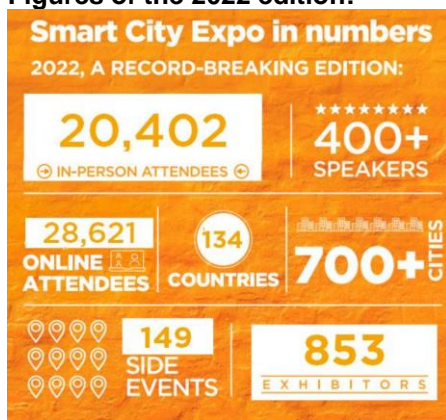 Figures of the 2022 edition:
Smart City Expo in numbers
2022, A RECORD-BREAKING EDITION:
20,402
IN-PERSON ATTENDEES
400+
SPEAKERS
28,621
ONLINE
ATTENDEES
134
COUNTRIES
700+
CITIES
149
SIDE
EVENTS
853
EXHIBITORS